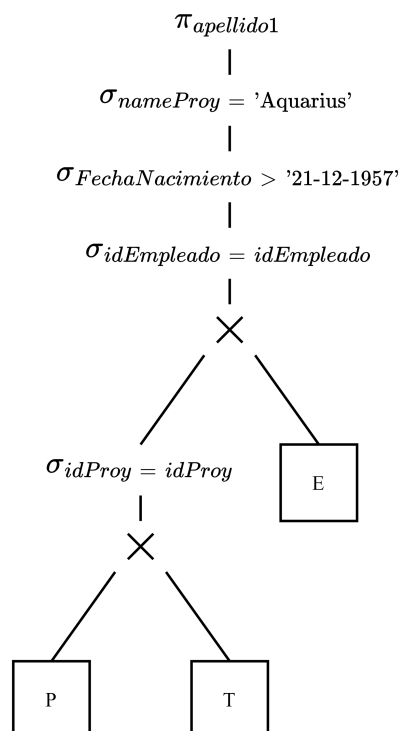 π apellido1
σ nameProy = 'Aquarius'
σ FechaNacimiento > '21-12-1957'
σ idEmpleado = idEmpleado
×
σ idProy = idProy
E
×
P
T